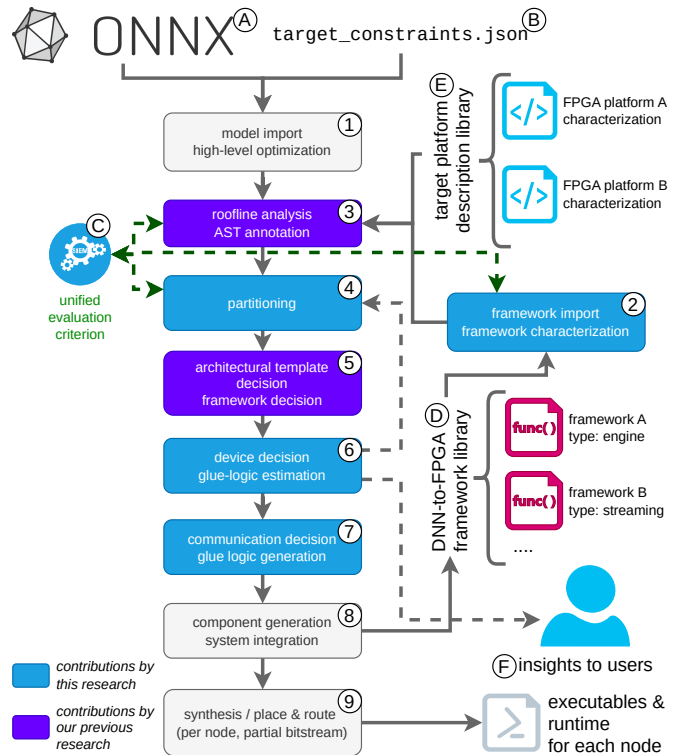 ONNX
A
target_constraints.json
B
1
model import
high-level optimization
E
target platform
description library
</>
FPGA platform A
characterization
</>
FPGA platform B
characterization
3
roofline analysis
AST annotation
C
SIEM
unified
evaluation
criterion
4
partitioning
2
framework import
framework characterization
5
architectural template
decision
framework decision
D
DNN-to-FPGA
framework library
func()
framework A
type: engine
func()
framework B
type: streaming
....
6
device decision
glue-logic estimation
7
communication decision
glue logic generation
8
component generation
system integration
F insights to users
contributions by
this research
contributions by
our previous
research
9
synthesis / place & route
(per node, partial bitstream)
executables &
runtime
for each node